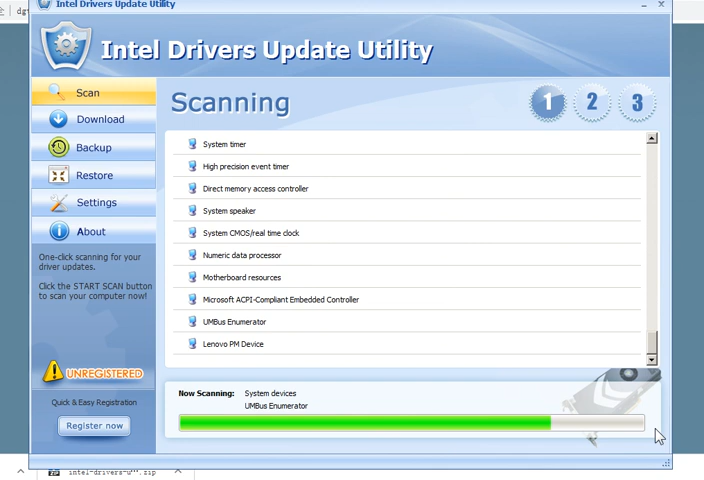 Intel Drivers Update Utility
Intel Drivers Update Utility
Scan
Download
Backup
Restore
Settings
About
One-click scanning for your
driver updates.
Click the START SCAN button
to scan your computer now!
UNREGISTERED
Quick & Easy Registration
Register now
Scanning
1 2 3
System timer
High precision event timer
Direct memory access controller
System speaker
System CMOS/real time clock
Numeric data processor
Motherboard resources
Microsoft ACPI-Compliant Embedded Controller
UMBus Enumerator
Lenovo PM Device
Now Scanning: System devices
UMBus Enumerator
intel-drivers-u....zip